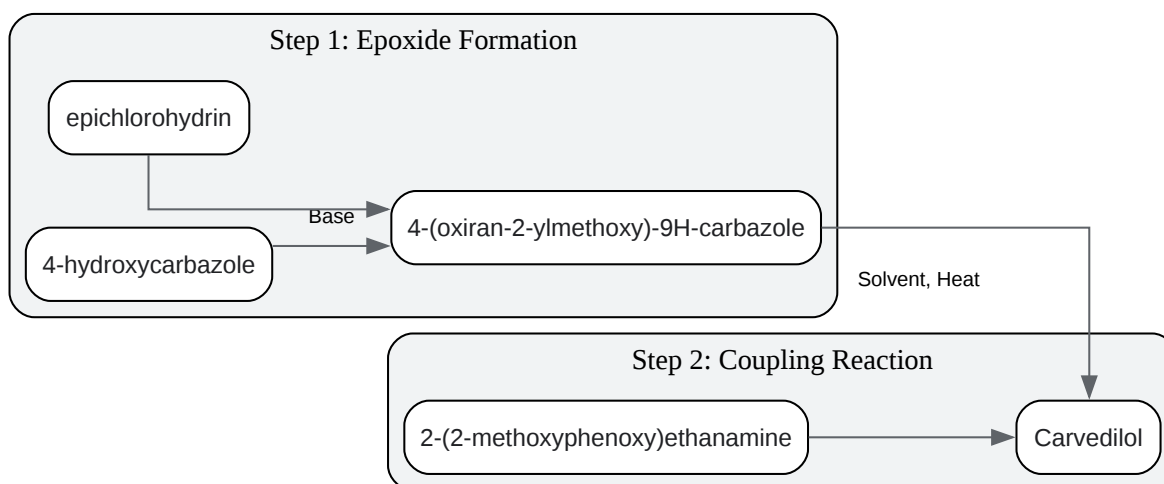 Step 1: Epoxide Formation
epichlorohydrin
Base
4-(oxiran-2-ylmethoxy)-9H-carbazole
4-hydroxycarbazole
Solvent, Heat
Step 2: Coupling Reaction
2-(2-methoxyphenoxy)ethanamine
Carvedilol